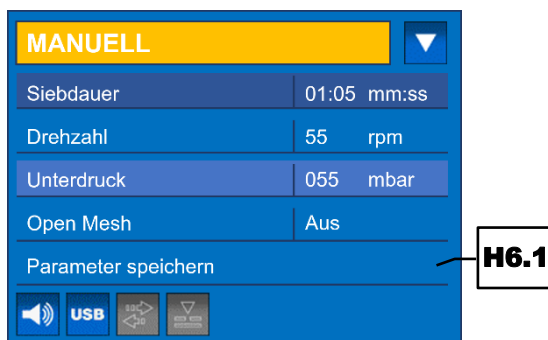 MANUELL
Siebdauer 01:05 mm:ss
Drehzahl 55 rpm
Unterdruck 055 mbar
Open Mesh Aus
Parameter speichern
H6.1
USB